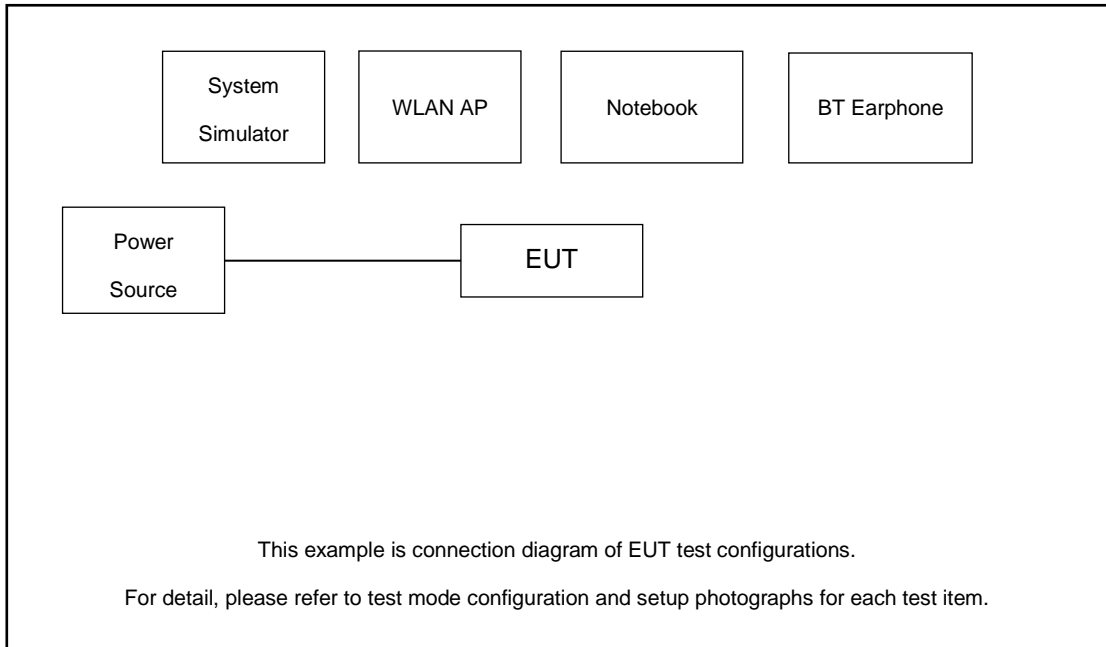 System
Simulator
WLAN AP
Notebook
BT Earphone
Power
Source
EUT
This example is connection diagram of EUT test configurations.
For detail, please refer to test mode configuration and setup photographs for each test item.